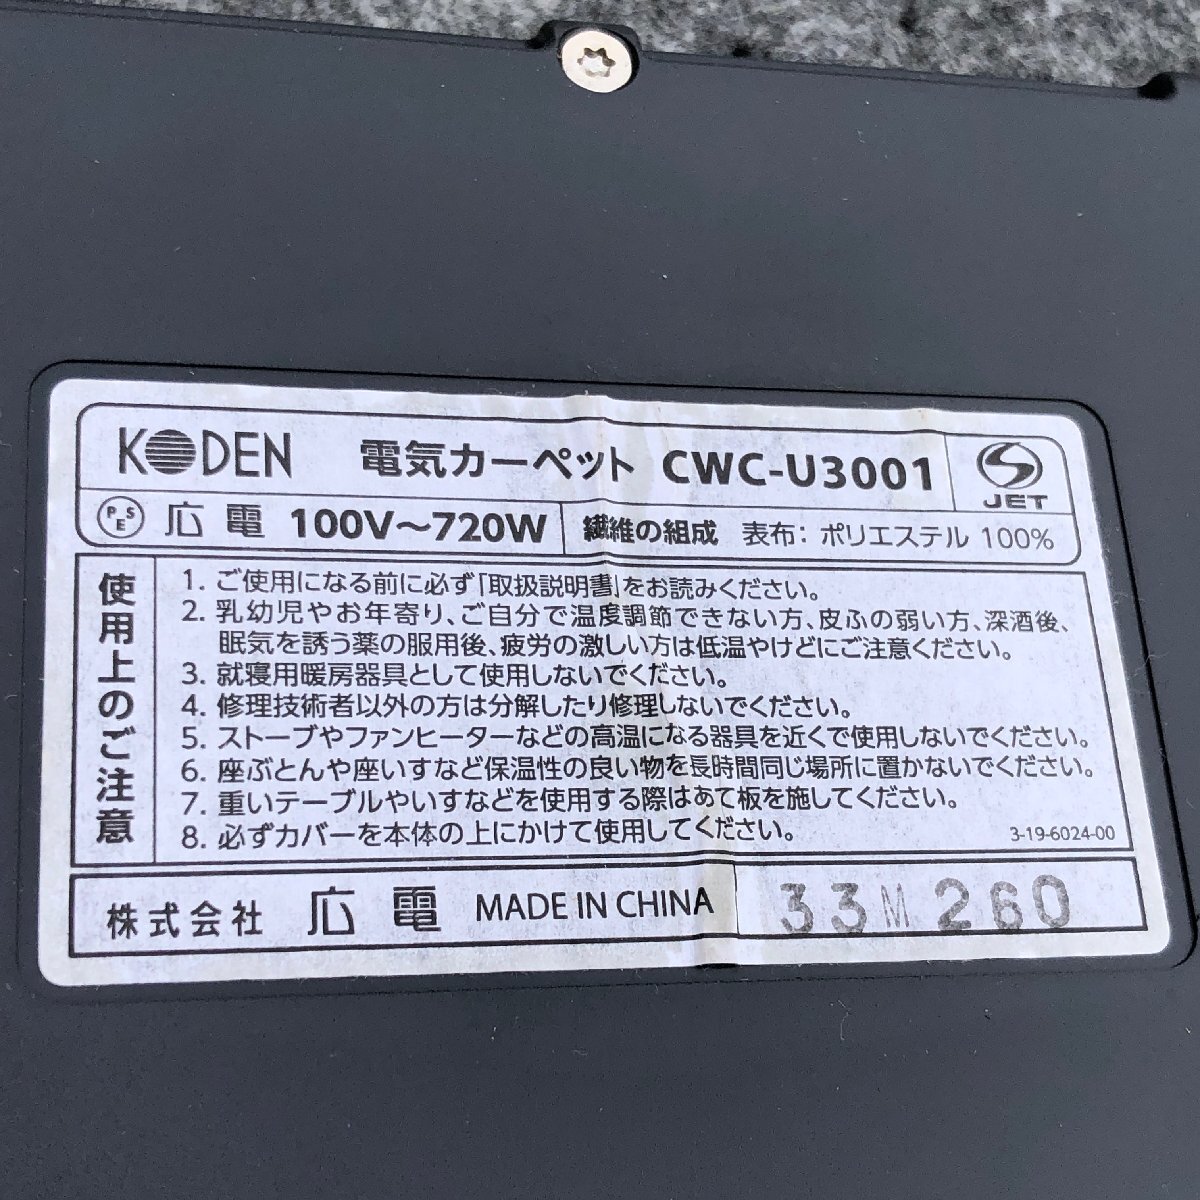 KODEN 電気カーペット CWC-U3001
JET
PSE 広電 100V～720W 繊維の組成 表布：ポリエステル 100%
使用上のご注意
1. ご使用になる前に必ず「取扱説明書」をお読みください。
2. 乳幼児やお年寄り、ご自分で温度調節できない方、皮ふの弱い方、深酒後、
眠気を誘う薬の服用後、疲労の激しい方は低温やけどにご注意ください。
3. 就寝用暖房器具として使用しないでください。
4. 修理技術者以外の方は分解したり修理しないでください。
5. ストーブやファンヒーターなどの高温になる器具を近くで使用しないでください。
6. 座ぶとんや座いすなど保温性の良い物を長時間同じ場所に置かないでください。
7. 重いテーブルやいすなどを使用する際はあて板を施してください。
8. 必ずカバーを本体の上にかけて使用してください。
3-19-6024-00
株式会社 広電 MADE IN CHINA 33M 260